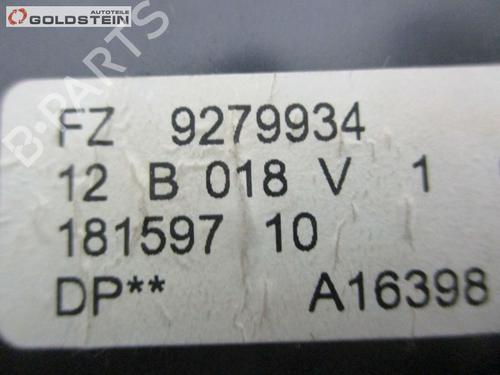 AUTOTEILE
GOLDSTEIN
B-PARTS
FZ 9279934
12 B 018 V 1
181597 10
DP** A16398